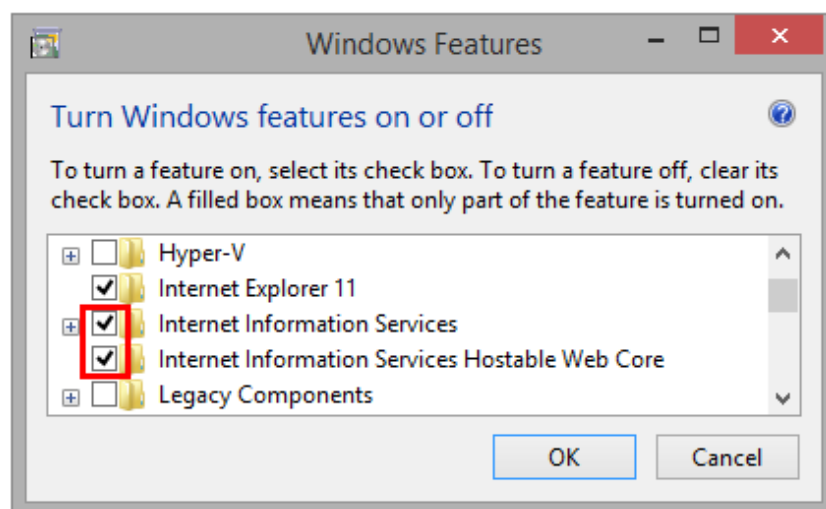 Windows Features
Turn Windows features on or off
To turn a feature on, select its check box. To turn a feature off, clear its
check box. A filled box means that only part of the feature is turned on.
Hyper-V
Internet Explorer 11
Internet Information Services
Internet Information Services Hostable Web Core
Legacy Components
OK Cancel